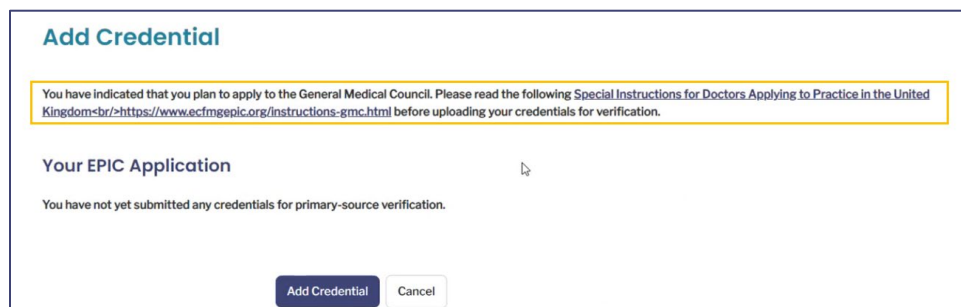 Add Credential
You have indicated that you plan to apply to the General Medical Council. Please read the following Special Instructions for Doctors Applying to Practice in the United
Kingdom<br/>https://www.ecfmgepic.org/instructions-gmc.html before uploading your credentials for verification.
Your EPIC Application
You have not yet submitted any credentials for primary-source verification.
Add Credential Cancel